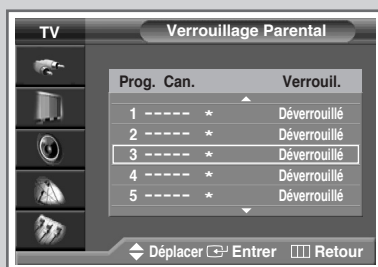 TV Verrouillage Parental
Prog. Can. Verrouil.
1 ----- * Déverrouillé
2 ----- * Déverrouillé
3 ----- * Déverrouillé
4 ----- * Déverrouillé
5 ----- * Déverrouillé
Déplacer Entrer Retour